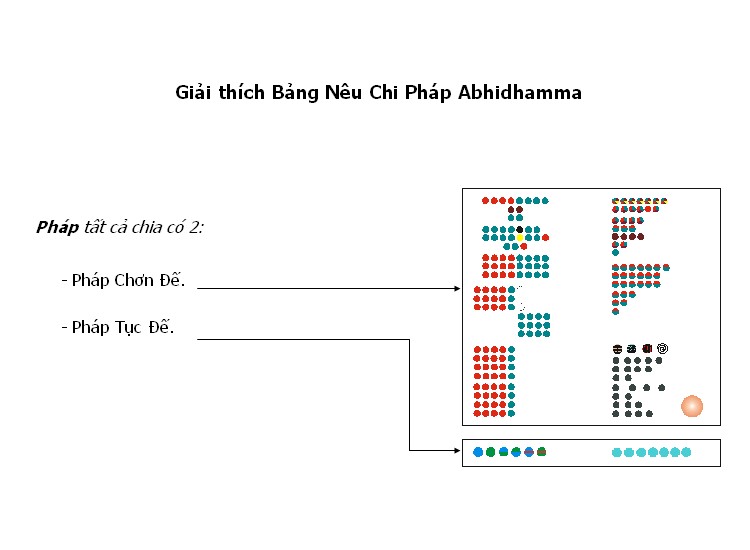 Giải thích Bảng Nêu Chi Pháp Abhidhamma
Pháp tất cả chia có 2:
- Pháp Chơn Đế.
- Pháp Tục Đế.